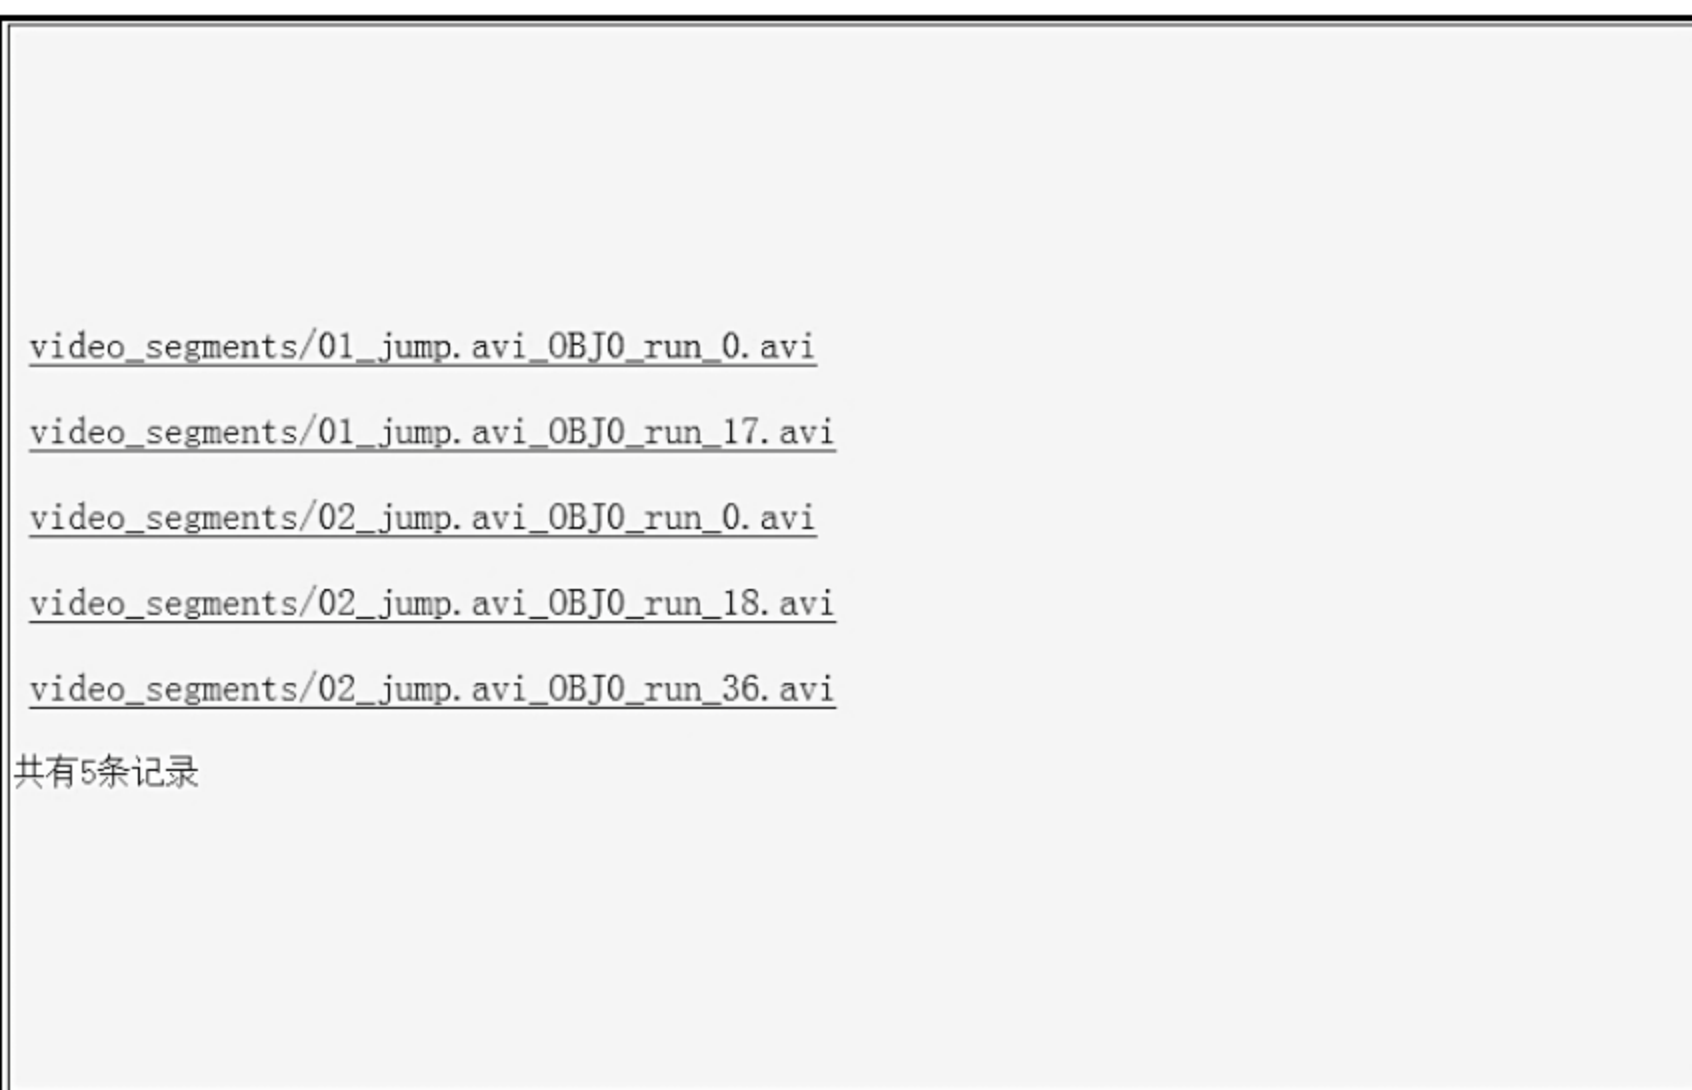 video_segments/01_jump.avi_OBJ0_run_0.avi
video_segments/01_jump.avi_OBJ0_run_17.avi
video_segments/02_jump.avi_OBJ0_run_0.avi
video_segments/02_jump.avi_OBJ0_run_18.avi
video_segments/02_jump.avi_OBJ0_run_36.avi
共有5条记录